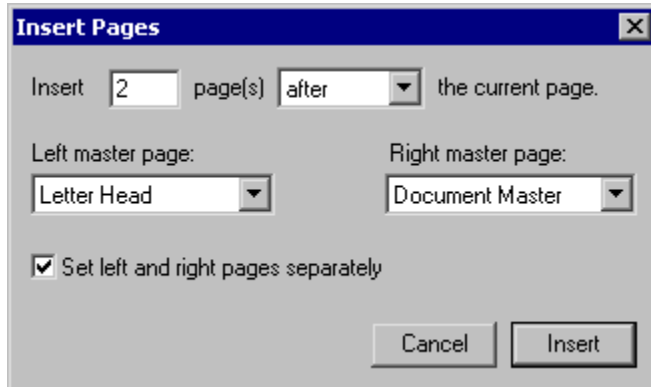 Insert Pages
Insert 2 page(s) after the current page.
Left master page: Right master page:
Letter Head Document Master
Set left and right pages separately
Cancel Insert